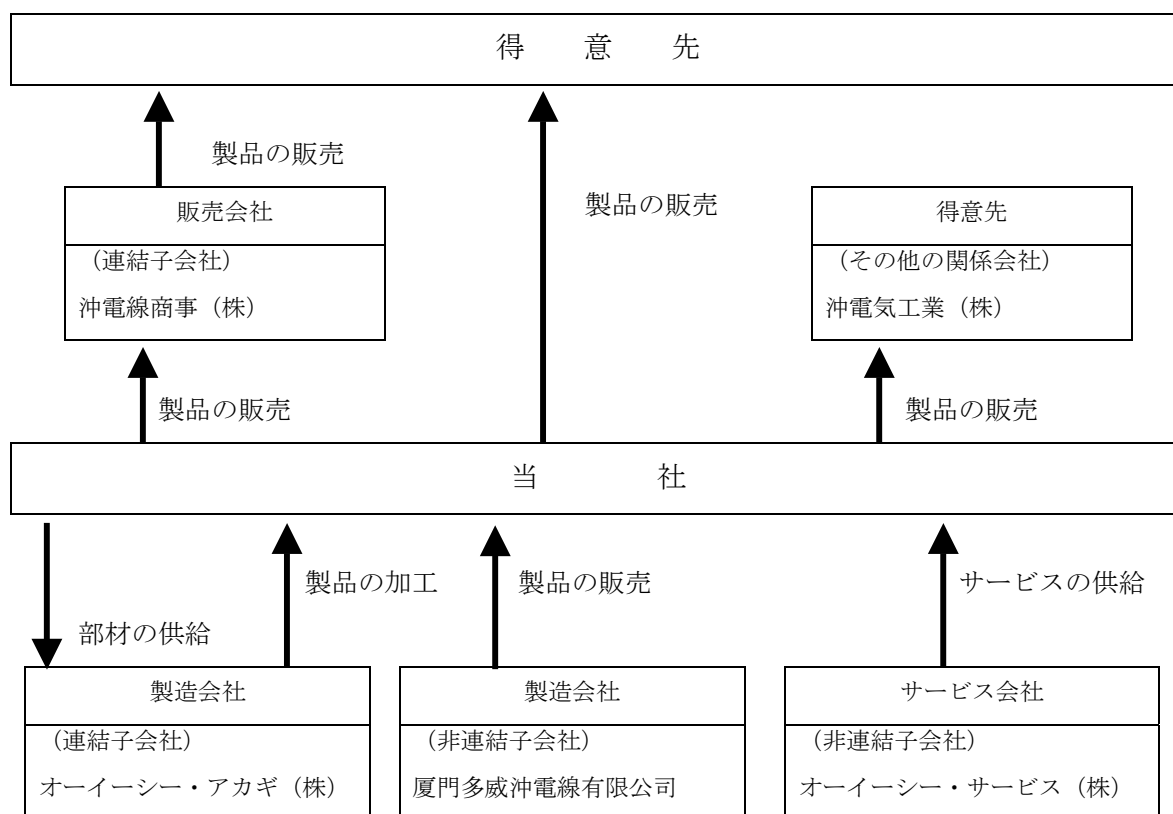 得 意 先
製品の販売
製品の販売
販売会社
(連結子会社)
沖電線商事(株)
得意先
(その他の関係会社)
沖電気工業(株)
製品の販売
製品の販売
当 社
製品の加工
製品の販売
サービスの供給
部材の供給
製造会社
(連結子会社)
オーイーシー・アカギ(株)
製造会社
(非連結子会社)
厦門多威沖電線有限公司
サービス会社
(非連結子会社)
オーイーシー・サービス(株)